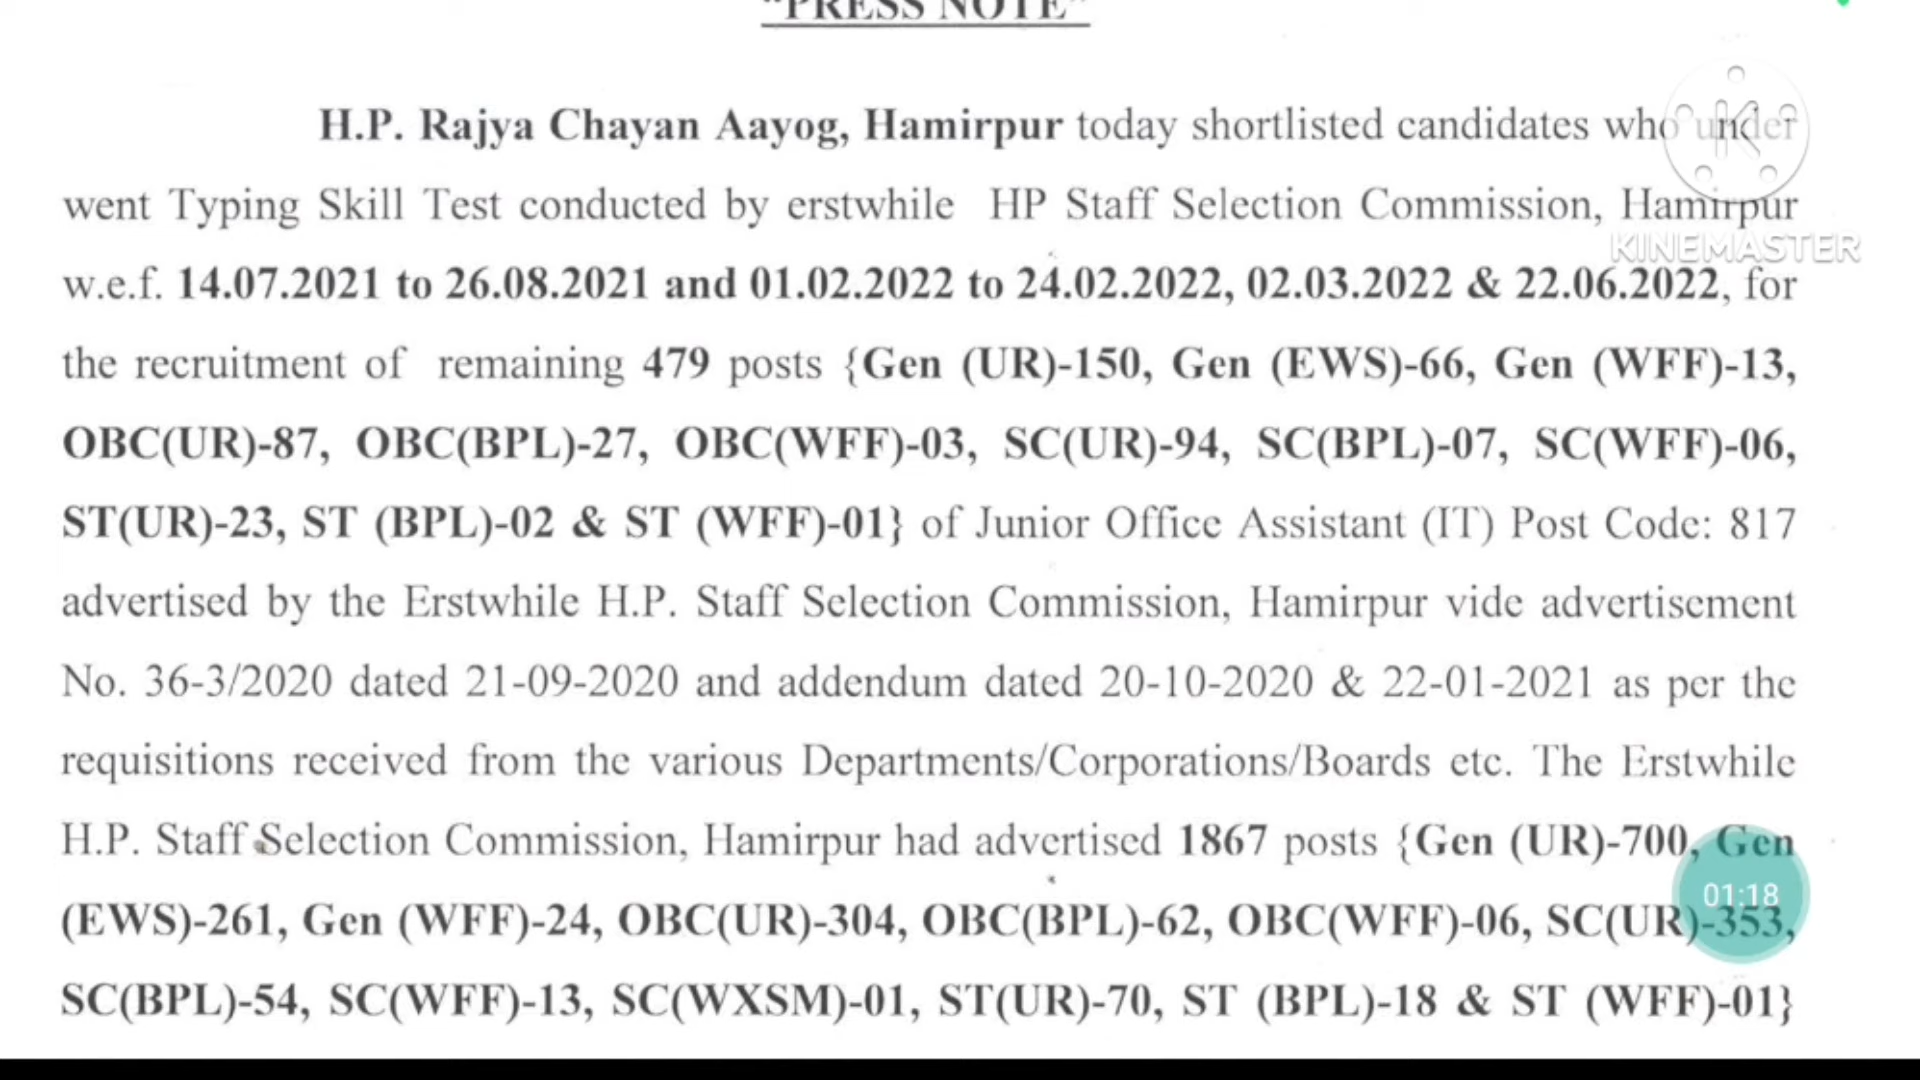 "PRESS NOTE"
H.P. Rajya Chayan Aayog, Hamirpur today shortlisted candidates who under
went Typing Skill Test conducted by erstwhile HP Staff Selection Commission, Hamirpur
KINEMASTER
w.e.f. 14.07.2021 to 26.08.2021 and 01.02.2022 to 24.02.2022, 02.03.2022 & 22.06.2022, for
the recruitment of remaining 479 posts {Gen (UR)-150, Gen (EWS)-66, Gen (WFF)-13,
OBC(UR)-87, OBC(BPL)-27, OBC(WFF)-03, SC(UR)-94, SC(BPL)-07, SC(WFF)-06,
ST(UR)-23, ST (BPL)-02 & ST (WFF)-01} of Junior Office Assistant (IT) Post Code: 817
advertised by the Erstwhile H.P. Staff Selection Commission, Hamirpur vide advertisement
No. 36-3/2020 dated 21-09-2020 and addendum dated 20-10-2020 & 22-01-2021 as per the
requisitions received from the various Departments/Corporations/Boards etc. The Erstwhile
H.P. Staff Selection Commission, Hamirpur had advertised 1867 posts {Gen (UR)-700, Gen
01:18
(EWS)-261, Gen (WFF)-24, OBC(UR)-304, OBC(BPL)-62, OBC(WFF)-06, SC(UR)-353,
SC(BPL)-54, SC(WFF)-13, SC(WXSM)-01, ST(UR)-70, ST (BPL)-18 & ST (WFF)-01}